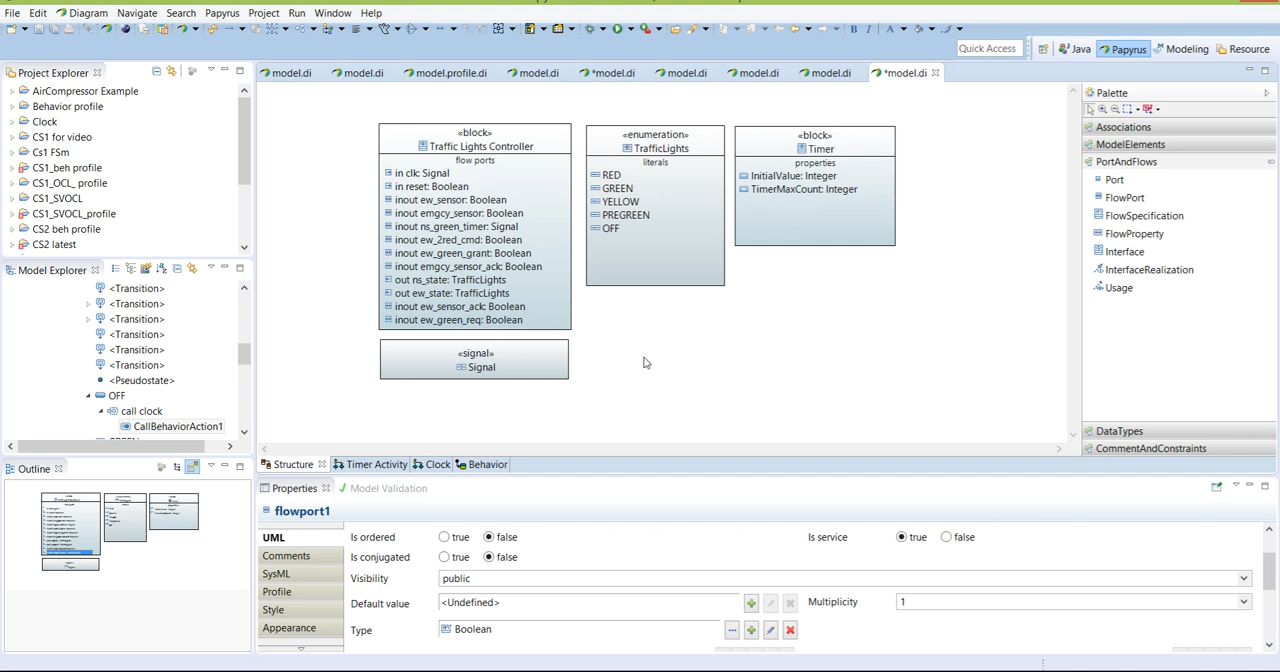 File Edit Diagram Navigate Search Papyrus Project Run Window Help
Quick Access Java Papyrus Modeling Resource
Project Explorer
AirCompressor Example
Behavior profile
Clock
CS1 for video
Cs1 FSm
CS1_beh profile
CS1_OCL_ profile
CS1_SVOCL
CS1_SVOCL_profile
CS2 beh profile
CS2 latest
Model Explorer
<Transition>
<Transition>
<Transition>
<Transition>
<Transition>
<Transition>
<Pseudostate>
OFF
call clock
CallBehaviorAction1
Outline
model.di model.di model.profile.di model.di *model.di model.di model.di model.di *model.di
«block»
Traffic Lights Controller
flow ports
in clk: Signal
in reset: Boolean
inout ew_sensor: Boolean
inout emgcy_sensor: Boolean
inout ns_green_timer: Signal
inout ew_2red_cmd: Boolean
inout ew_green_grant: Boolean
inout emgcy_sensor_ack: Boolean
out ns_state: TrafficLights
out ew_state: TrafficLights
inout ew_sensor_ack: Boolean
inout ew_green_req: Boolean
«enumeration»
TrafficLights
literals
RED
GREEN
YELLOW
PREGREEN
OFF
«block»
Timer
properties
InitialValue: Integer
TimerMaxCount: Integer
«signal»
Signal
Palette
Associations
ModelElements
PortAndFlows
Port
FlowPort
FlowSpecification
FlowProperty
Interface
InterfaceRealization
Usage
DataTypes
CommentAndConstraints
Structure Timer Activity Clock Behavior
Properties Model Validation
flowport1
UML
Comments
SysML
Profile
Style
Appearance
Is ordered true false Is service true false
Is conjugated true false
Visibility public
Default value <Undefined> Multiplicity 1
Type Boolean